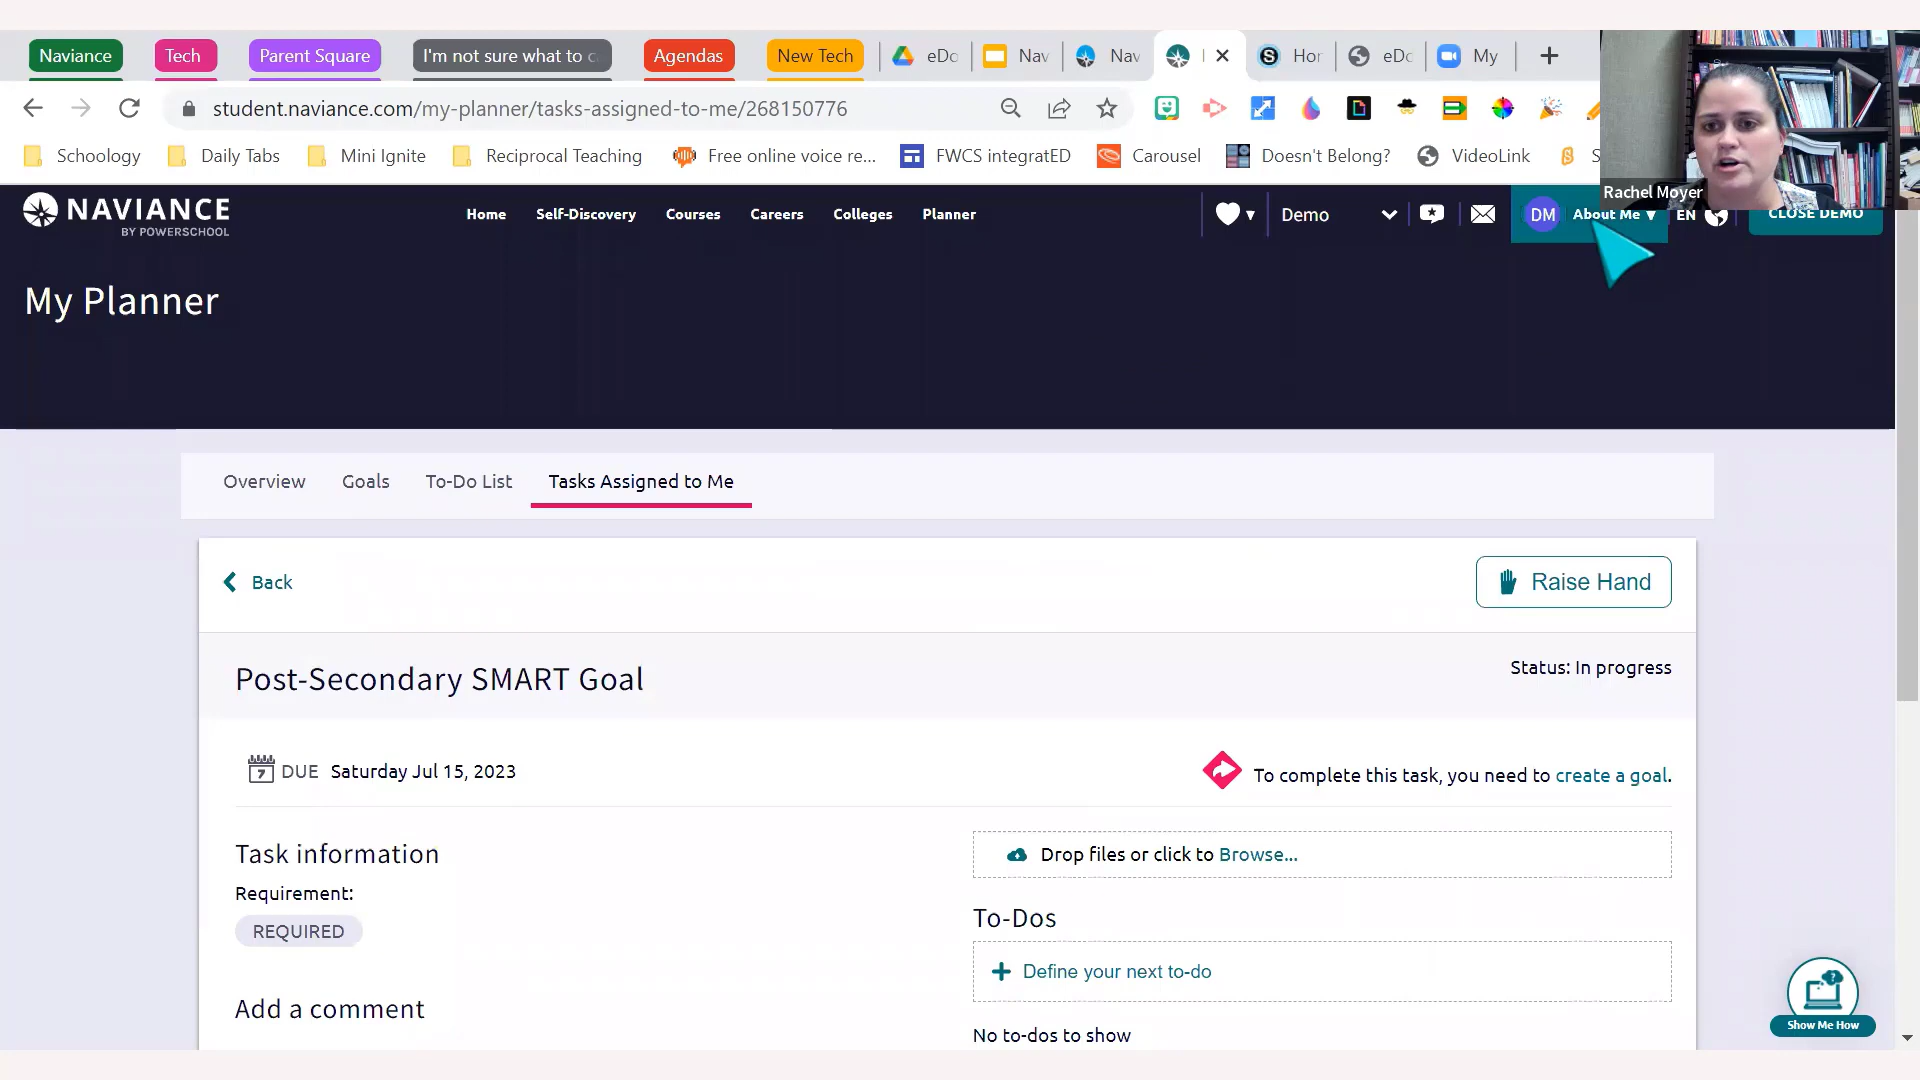 Naviance Tech Parent Square I'm not sure what to c Agendas New Tech eDo Nav Nav Hor eDo My
student.naviance.com/my-planner/tasks-assigned-to-me/268150776
Schoology Daily Tabs Mini Ignite Reciprocal Teaching Free online voice re... FWCS integratED Carousel Doesn't Belong? VideoLink S
Rachel Moyer
NAVIANCE
BY POWERSCHOOL
Home Self-Discovery Courses Careers Colleges Planner Demo DM About Me EN CLOSE DEMO
My Planner
Overview Goals To-Do List Tasks Assigned to Me
Back Raise Hand
Post-Secondary SMART Goal
Status: In progress
7 DUE Saturday Jul 15, 2023
To complete this task, you need to create a goal.
Task information
Requirement:
REQUIRED
Add a comment
Drop files or click to Browse...
To-Dos
Define your next to-do
No to-dos to show
Show Me How